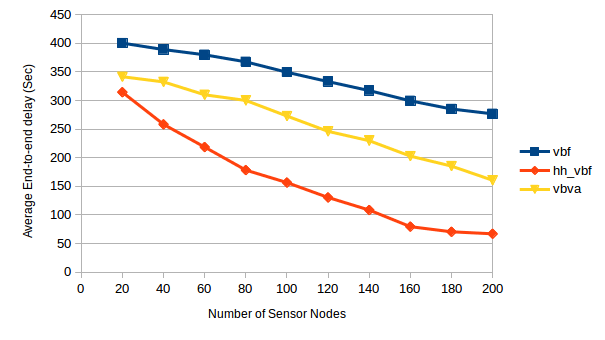 450
400
350
300
250
200
150
100
50
0
Average End-to-end delay (Sec)
0 20 40 60 80 100 120 140 160 180 200
Number of Sensor Nodes
vbf
hh_vbf
vbva